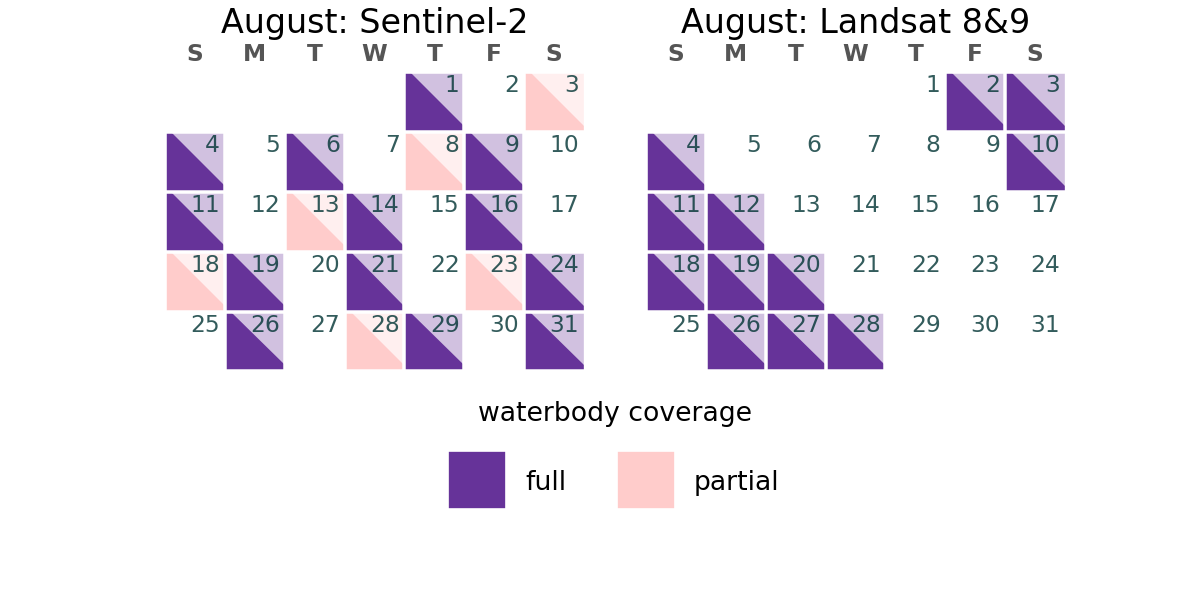 August: Sentinel-2
S M T W T F S
1 2 3
4 5 6 7 8 9 10
11 12 13 14 15 16 17
18 19 20 21 22 23 24
25 26 27 28 29 30 31
August: Landsat 8&9
S M T W T F S
1 2 3
4 5 6 7 8 9 10
11 12 13 14 15 16 17
18 19 20 21 22 23 24
25 26 27 28 29 30 31
waterbody coverage
full partial